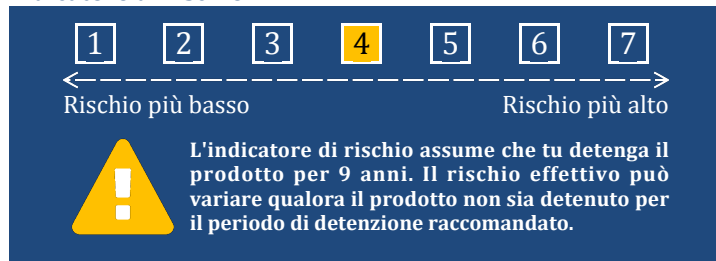 1 2 3 4 5 6 7
Rischio più basso Rischio più alto
L'indicatore di rischio assume che tu detenga il
prodotto per 9 anni. Il rischio effettivo può
variare qualora il prodotto non sia detenuto per
il periodo di detenzione raccomandato.